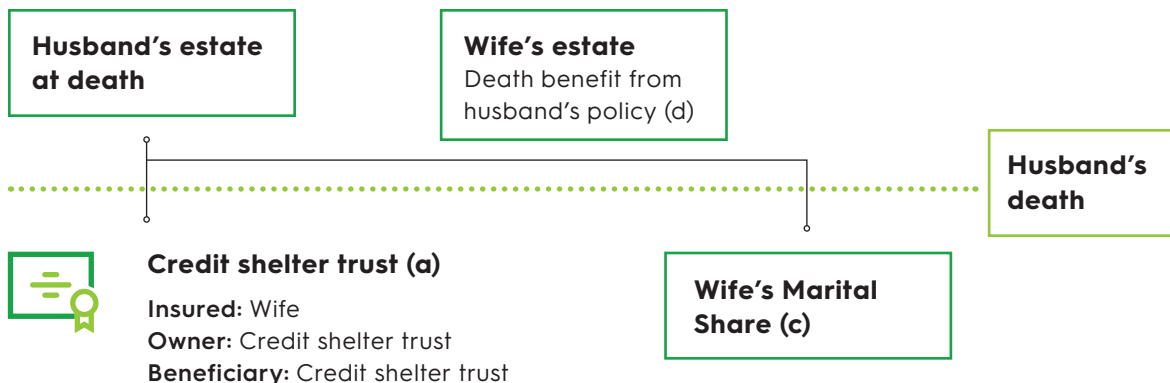 Husband's estate
at death
Wife's estate
Death benefit from
husband's policy (d)
Husband's
death
Credit shelter trust (a)
Insured: Wife
Owner: Credit shelter trust
Beneficiary: Credit shelter trust
Wife's Marital
Share (c)